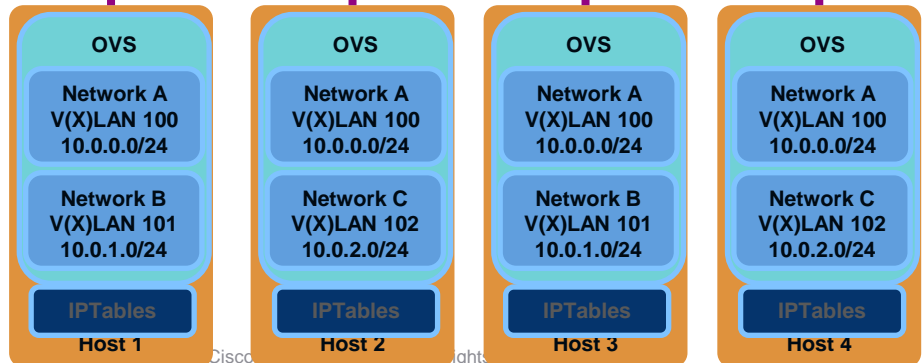 OVS
Network A
V(X)LAN 100
10.0.0.0/24
Network B
V(X)LAN 101
10.0.1.0/24
IPTables
Host 1
OVS
Network A
V(X)LAN 100
10.0.0.0/24
Network C
V(X)LAN 102
10.0.2.0/24
IPTables
Host 2
OVS
Network A
V(X)LAN 100
10.0.0.0/24
Network B
V(X)LAN 101
10.0.1.0/24
IPTables
Host 3
OVS
Network A
V(X)LAN 100
10.0.0.0/24
Network C
V(X)LAN 102
10.0.2.0/24
IPTables
Host 4